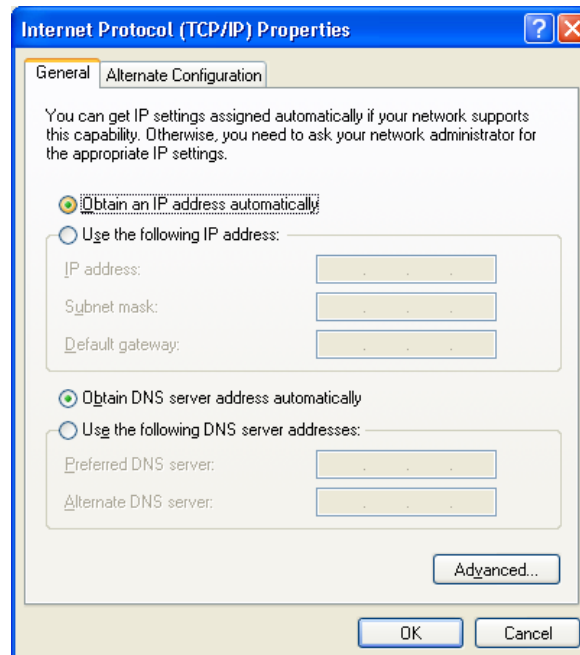 Internet Protocol (TCP/IP) Properties
General
Alternate Configuration
You can get IP settings assigned automatically if your network supports
this capability. Otherwise, you need to ask your network administrator for
the appropriate IP settings.
Obtain an IP address automatically
Use the following IP address:
IP address:
Subnet mask:
Default gateway:
Obtain DNS server address automatically
Use the following DNS server addresses:
Preferred DNS server:
Alternate DNS server:
Advanced...
OK
Cancel